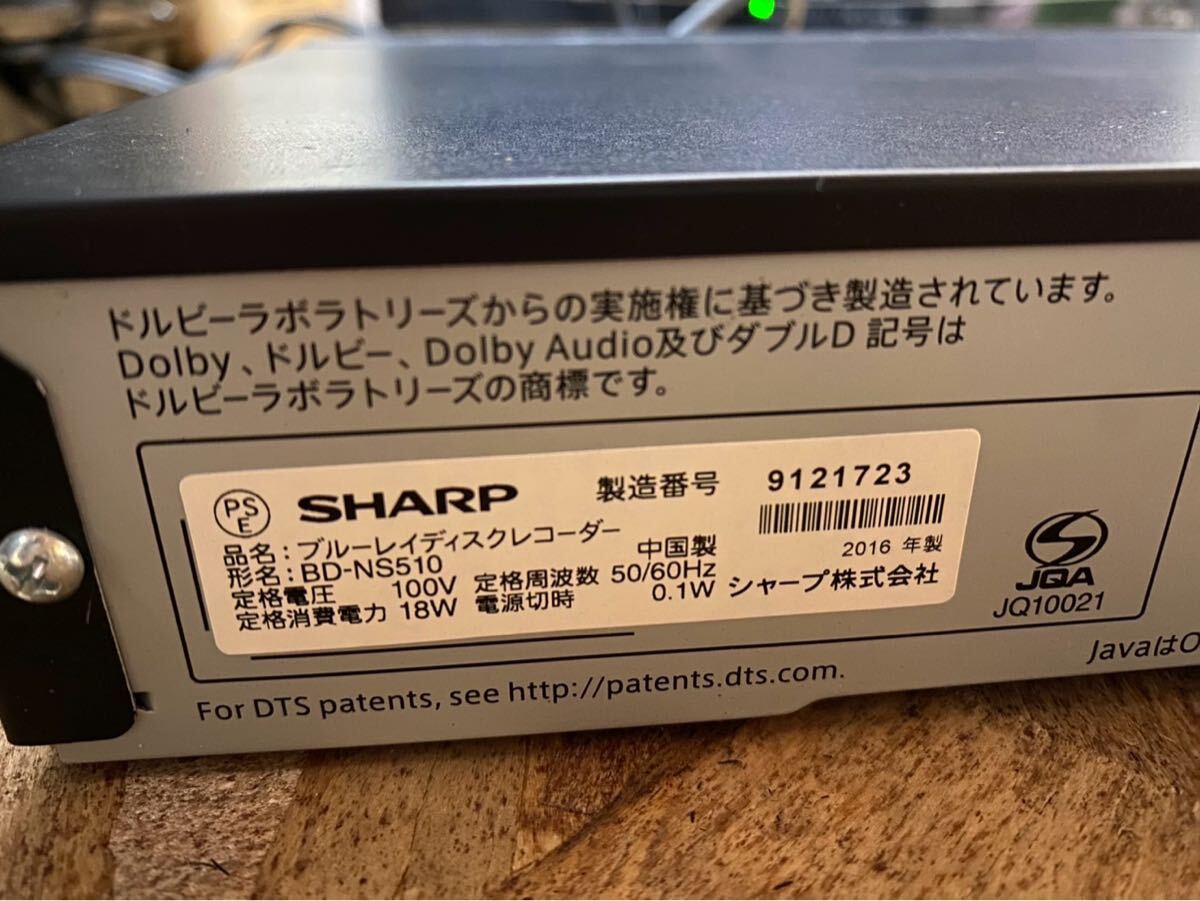 ドルビーラボラトリーズからの実施権に基づき製造されています。
Dolby、ドルビー、Dolby Audio及びダブルD 記号は
ドルビーラボラトリーズの商標です。
PSE SHARP 製造番号 9121723
品名：ブルーレイディスクレコーダー 中国製 2016 年製
形名：BD-NS510
定格電圧 100V 定格周波数 50/60Hz シャープ株式会社
定格消費電力 18W 電源切時 0.1W
JQA
JQ10021
For DTS patents, see http://patents.dts.com.
JavaはO